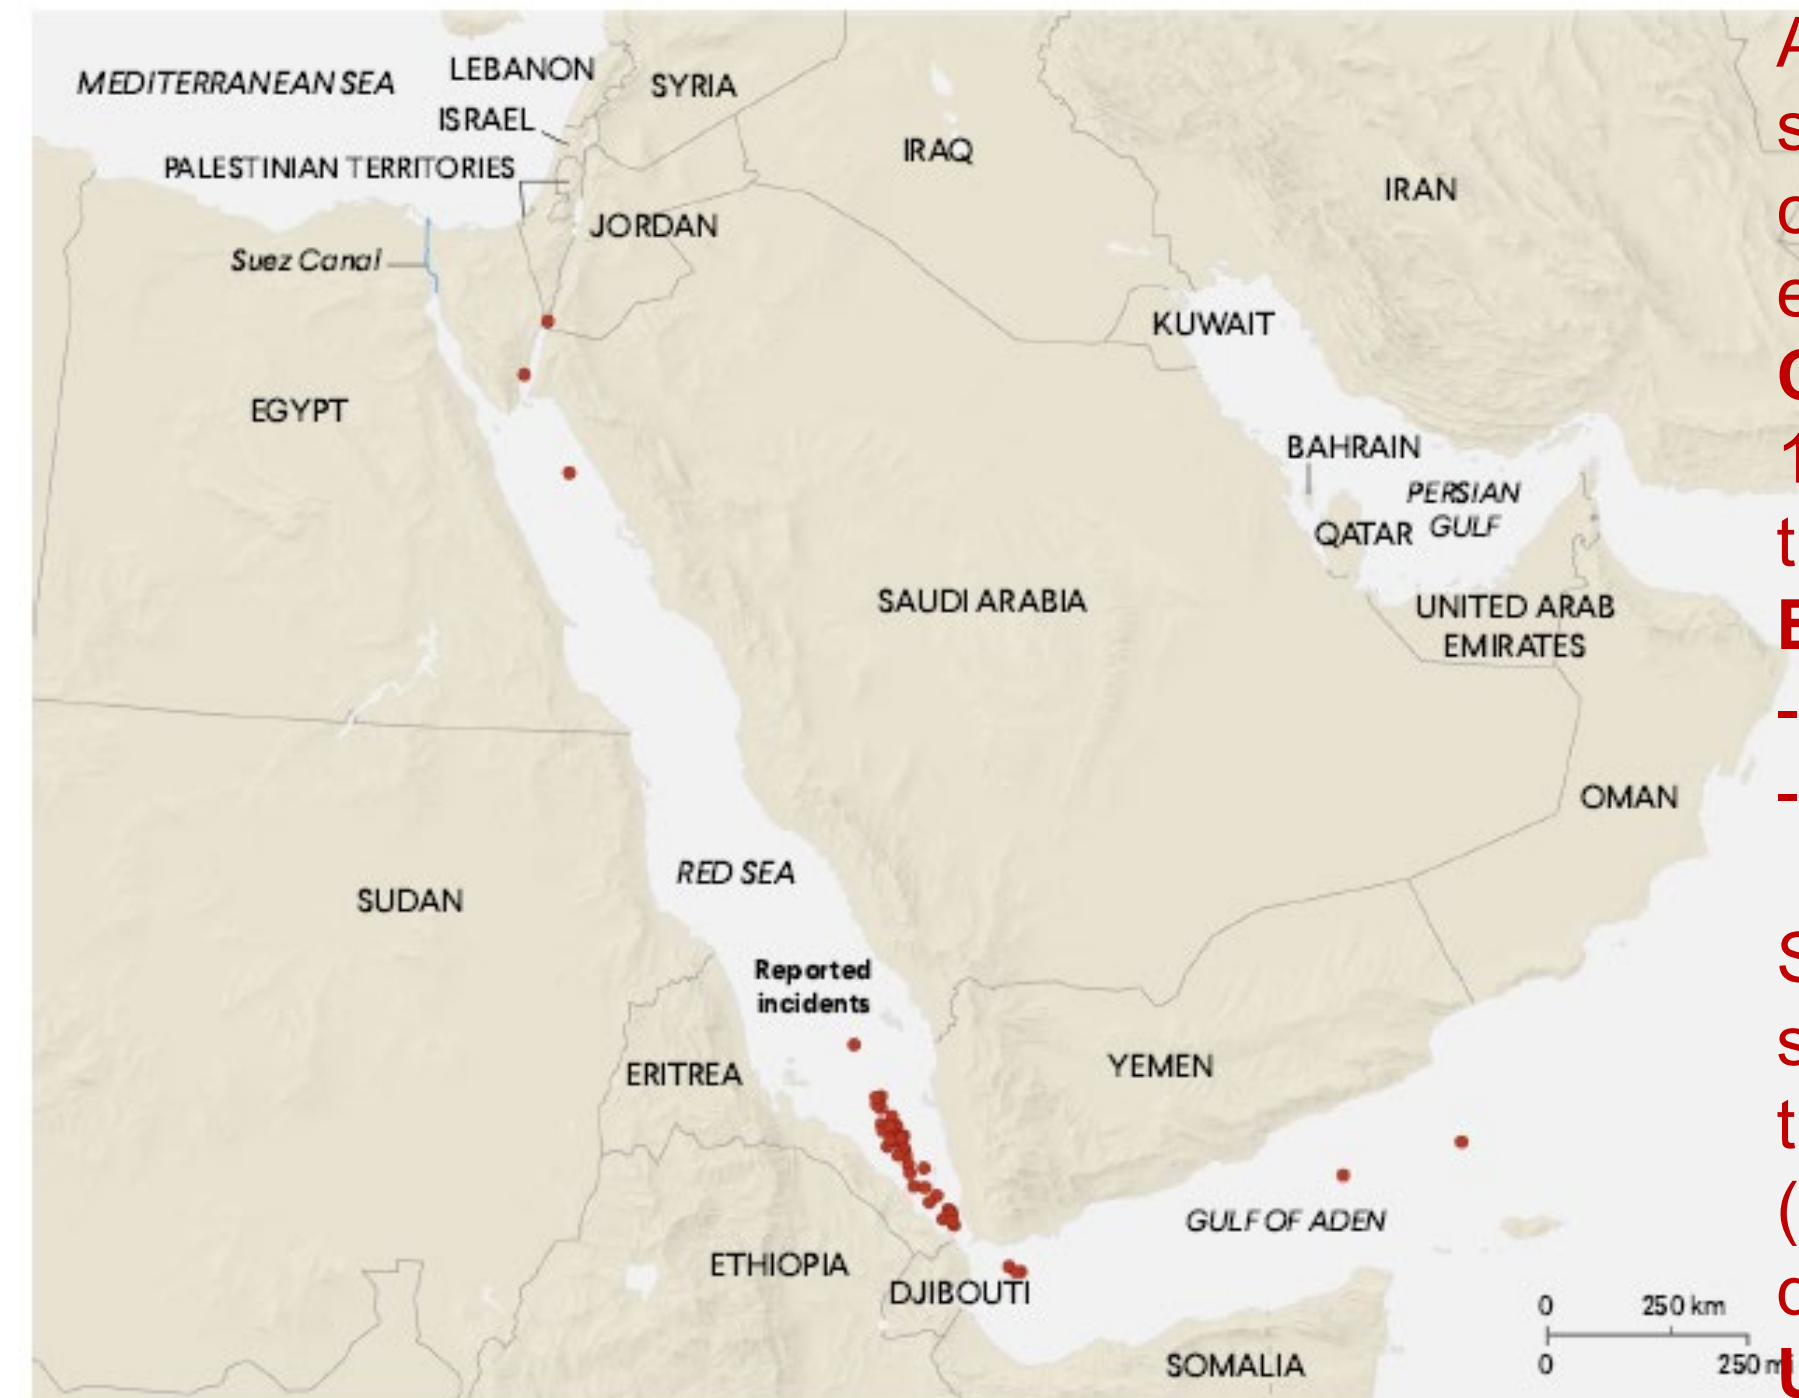 MEDITERRANEAN SEA
LEBANON
SYRIA
ISRAEL
PALESTINIAN TERRITORIES
IRAQ
IRAN
JORDAN
Suez Canal
KUWAIT
EGYPT
BAHRAIN
PERSIAN
GULF
QATAR
SAUDI ARABIA
UNITED ARAB
EMIRATES
OMAN
RED SEA
SUDAN
Reported
incidents
ERITREA
YEMEN
GULF OF ADEN
ETHIOPIA
DJIBOUTI
SOMALIA
0 250 km
0 250 mi